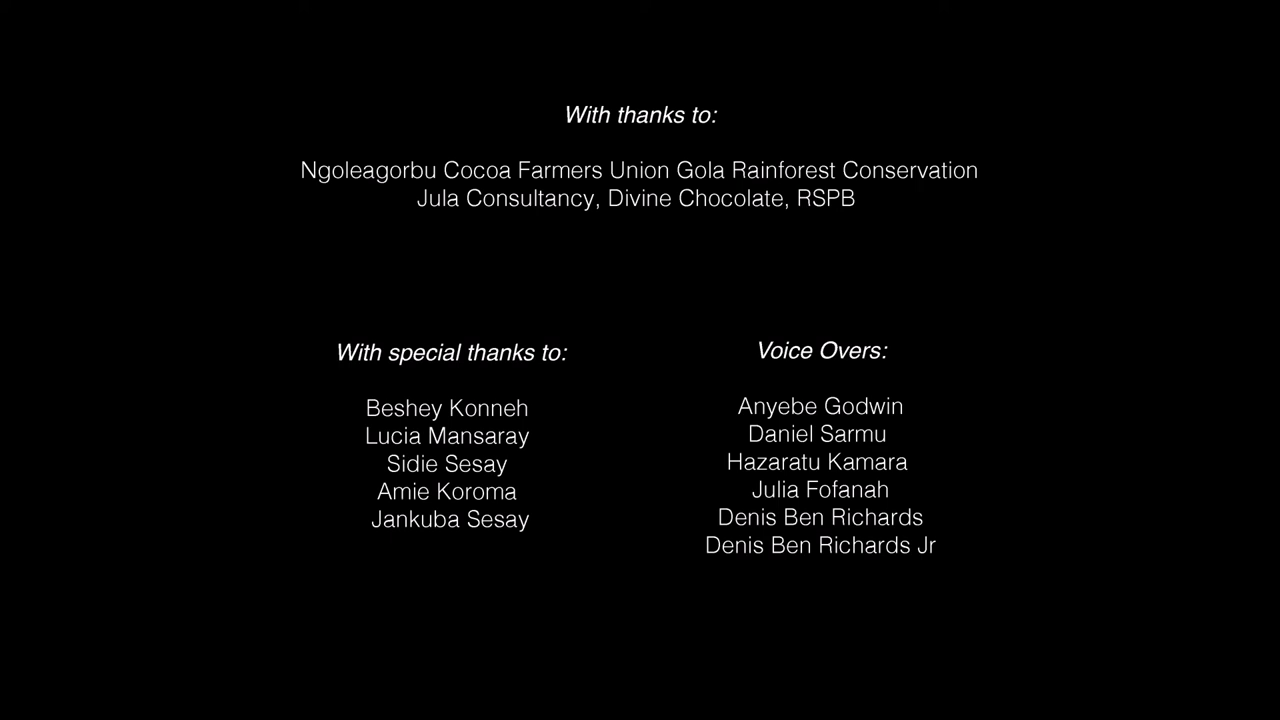 With thanks to:
Ngoleagorbu Cocoa Farmers Union Gola Rainforest Conservation
Jula Consultancy, Divine Chocolate, RSPB
With special thanks to:
Beshey Konneh
Lucia Mansaray
Sidie Sesay
Amie Koroma
Jankuba Sesay
Voice Overs:
Anyebe Godwin
Daniel Sarmu
Hazaratu Kamara
Julia Fofanah
Denis Ben Richards
Denis Ben Richards Jr